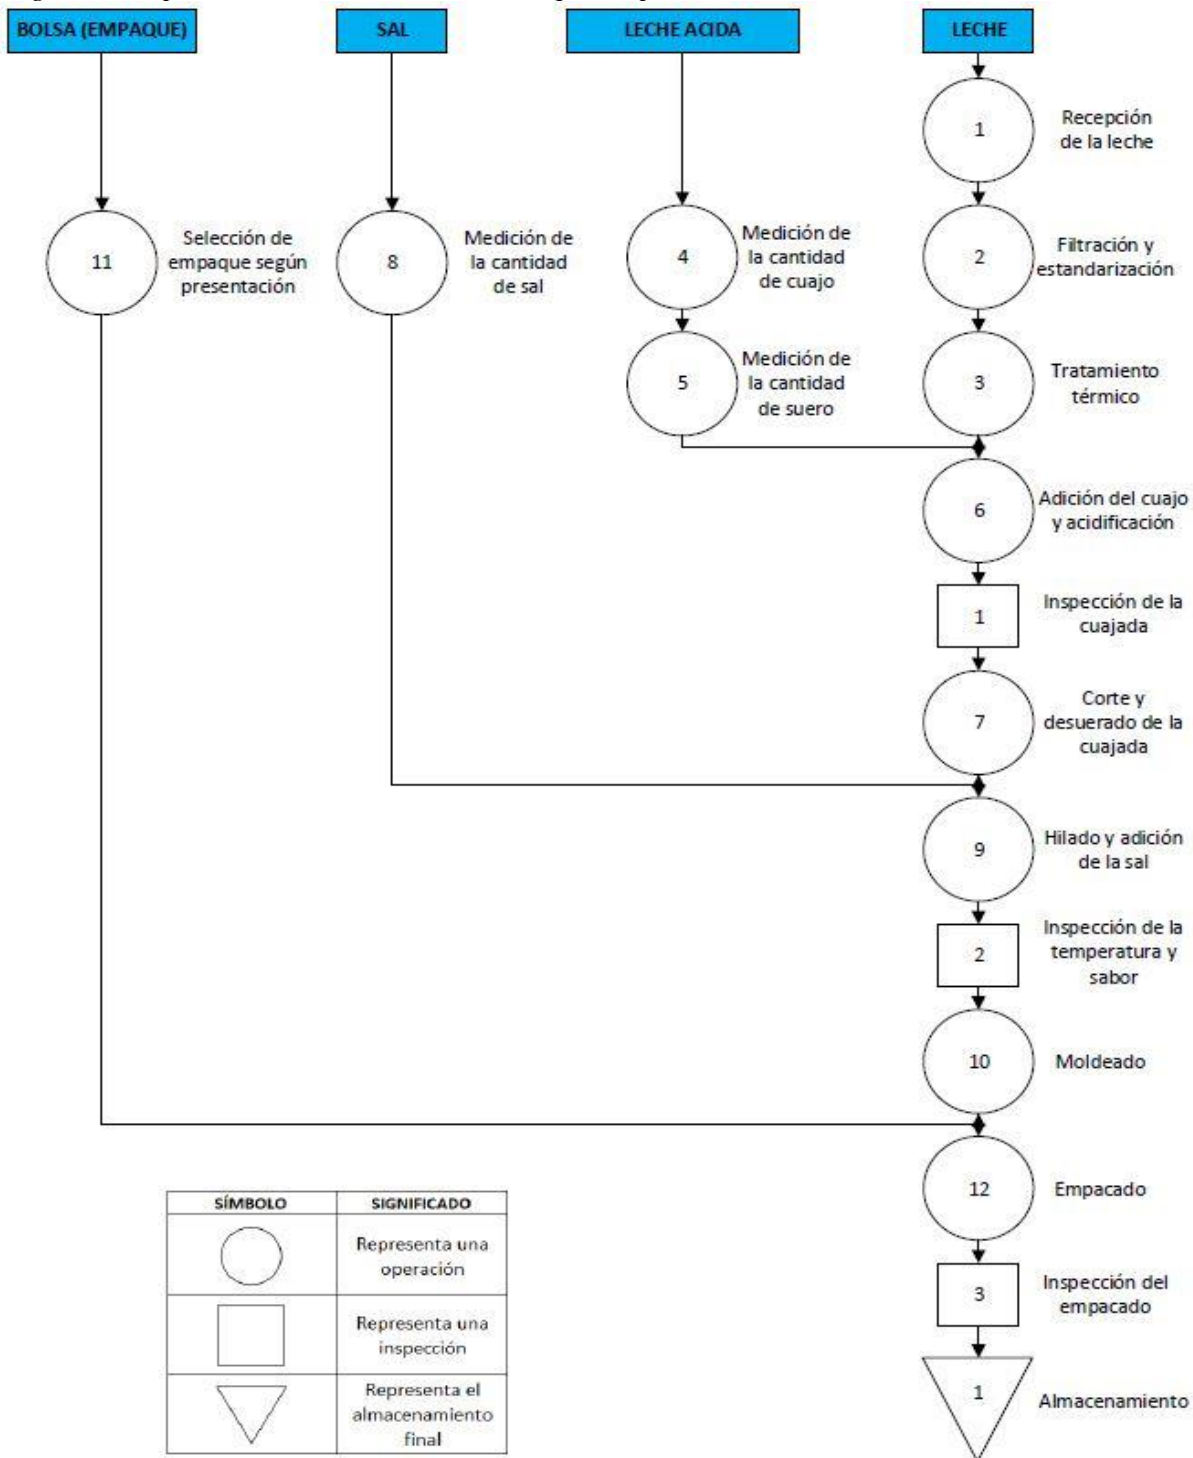 BOLSA (EMPAQUE)
SAL
LECHE ACIDA
LECHE
1
Recepción
de la leche
11
Selección de
empaque según
presentación
8
Medición de
la cantidad
de sal
4
Medición de
la cantidad
de cuajo
2
Filtración y
estandarización
5
Medición de
la cantidad
de suero
3
Tratamiento
térmico
6
Adición del cuajo
y acidificación
1
Inspección de la
cuajada
7
Corte y
desuerado de la
cuajada
9
Hilado y adición
de la sal
2
Inspección de la
temperatura y
sabor
10
Moldeado
12
Empacado
3
Inspección del
empacado
1
Almacenamiento
SÍMBOLO
SIGNIFICADO
Representa una
operación
Representa una
inspección
Representa el
almacenamiento
final